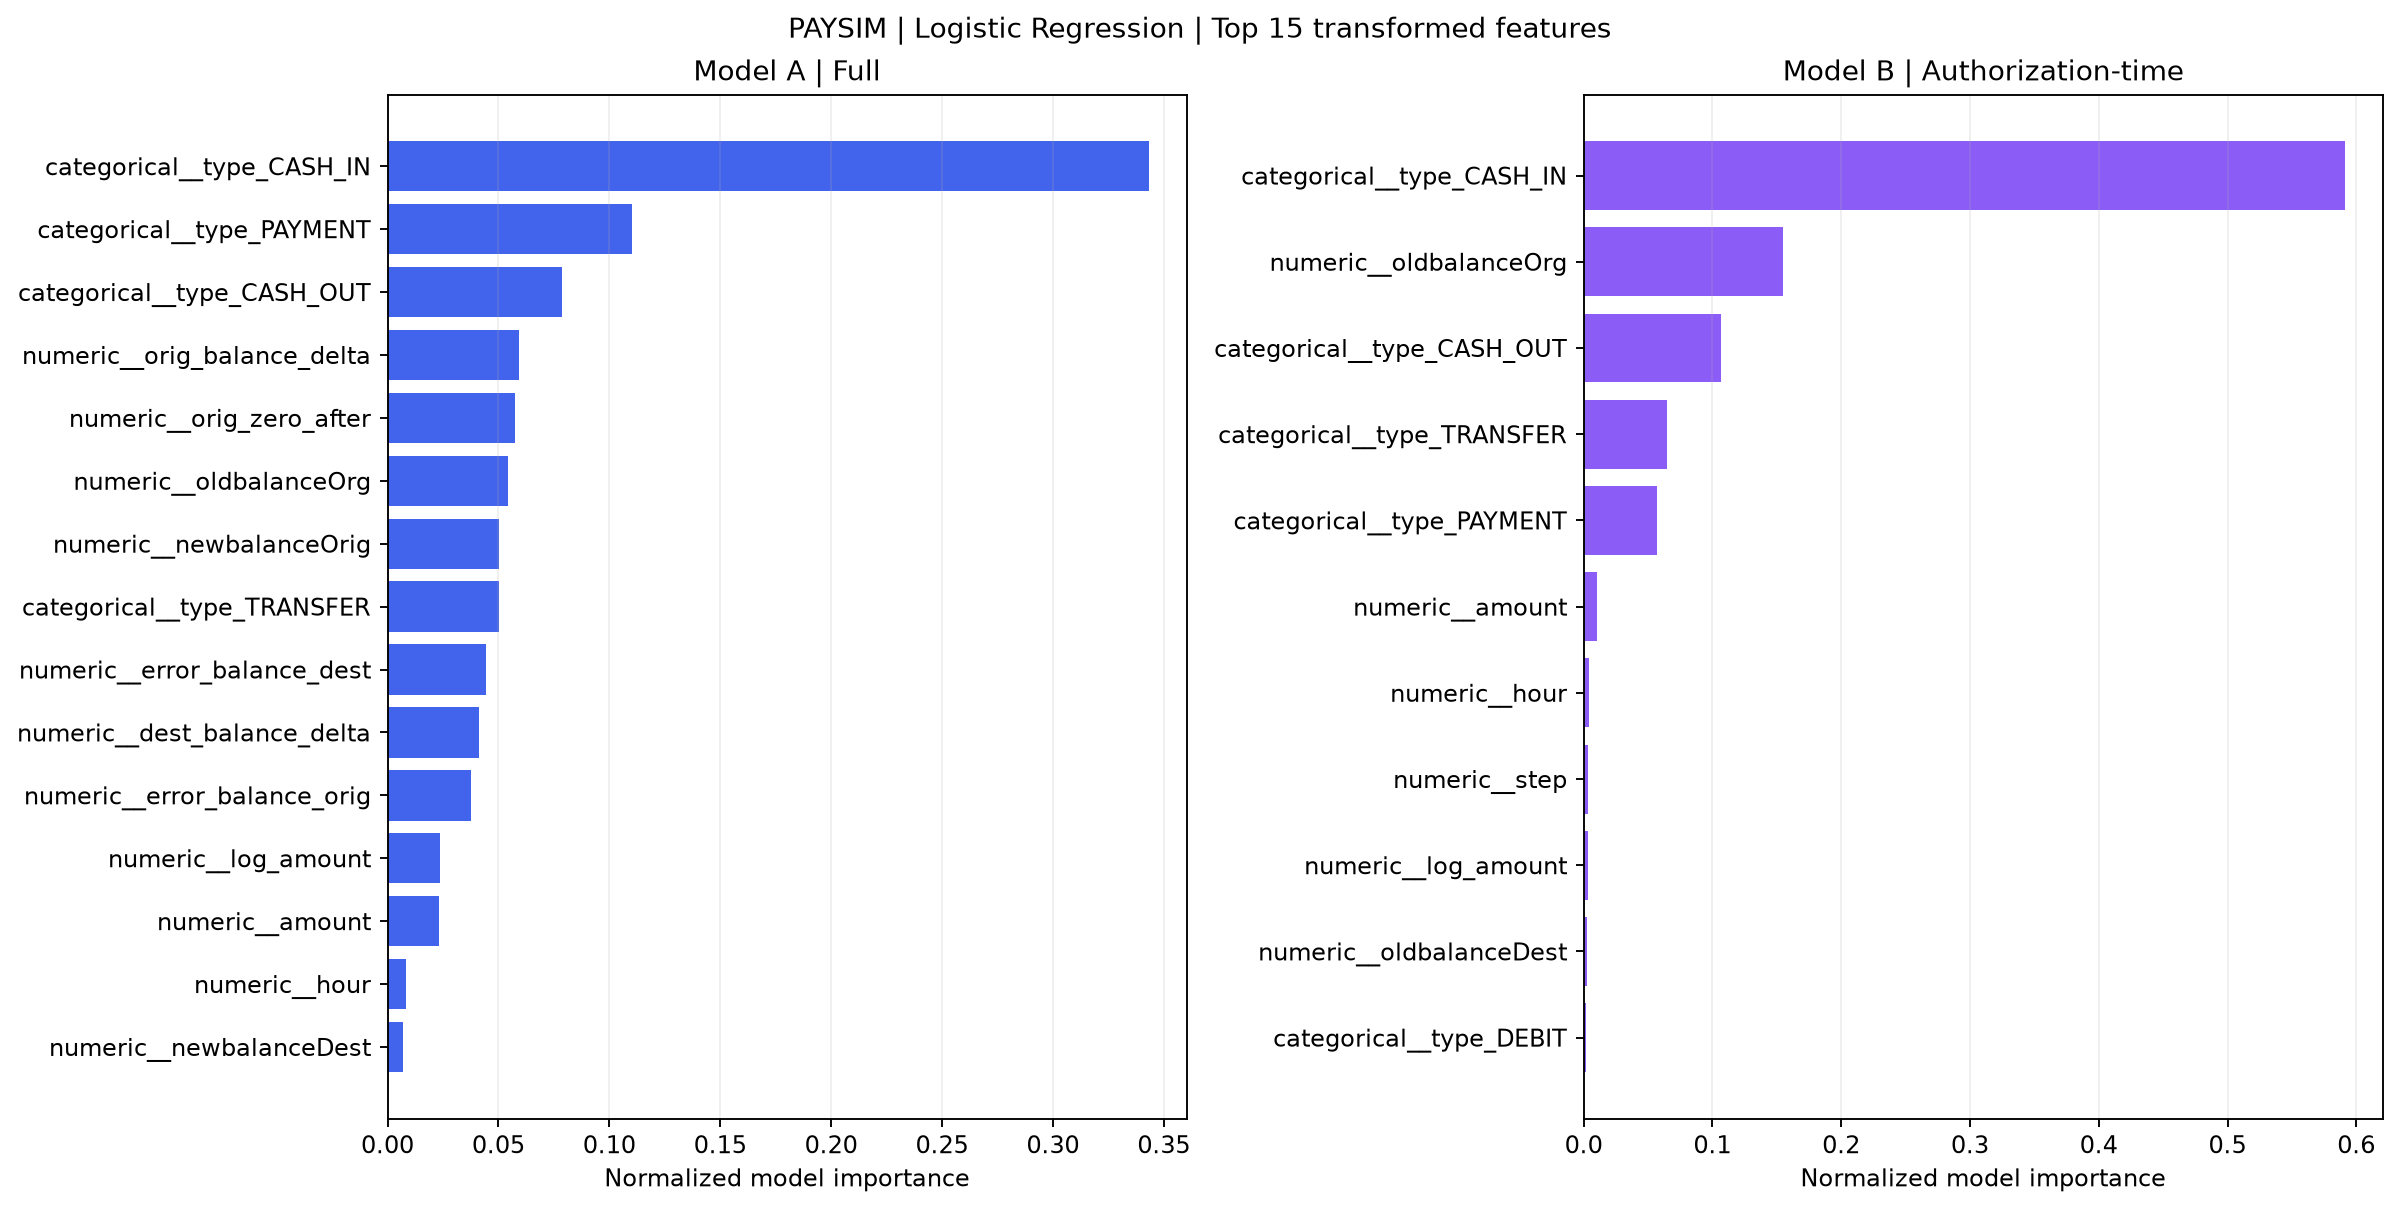 PAYSIM | Logistic Regression | Top 15 transformed features
Model A | Full
categorical__type_CASH_IN
categorical__type_PAYMENT
categorical__type_CASH_OUT
numeric__orig_balance_delta
numeric__orig_zero_after
numeric__oldbalanceOrg
numeric__newbalanceOrig
categorical__type_TRANSFER
numeric__error_balance_dest
numeric__dest_balance_delta
numeric__error_balance_orig
numeric__log_amount
numeric__amount
numeric__hour
numeric__newbalanceDest
0.00 0.05 0.10 0.15 0.20 0.25 0.30 0.35
Normalized model importance
Model B | Authorization-time
categorical__type_CASH_IN
numeric__oldbalanceOrg
categorical__type_CASH_OUT
categorical__type_TRANSFER
categorical__type_PAYMENT
numeric__amount
numeric__hour
numeric__step
numeric__log_amount
numeric__oldbalanceDest
categorical__type_DEBIT
0.0 0.1 0.2 0.3 0.4 0.5 0.6
Normalized model importance